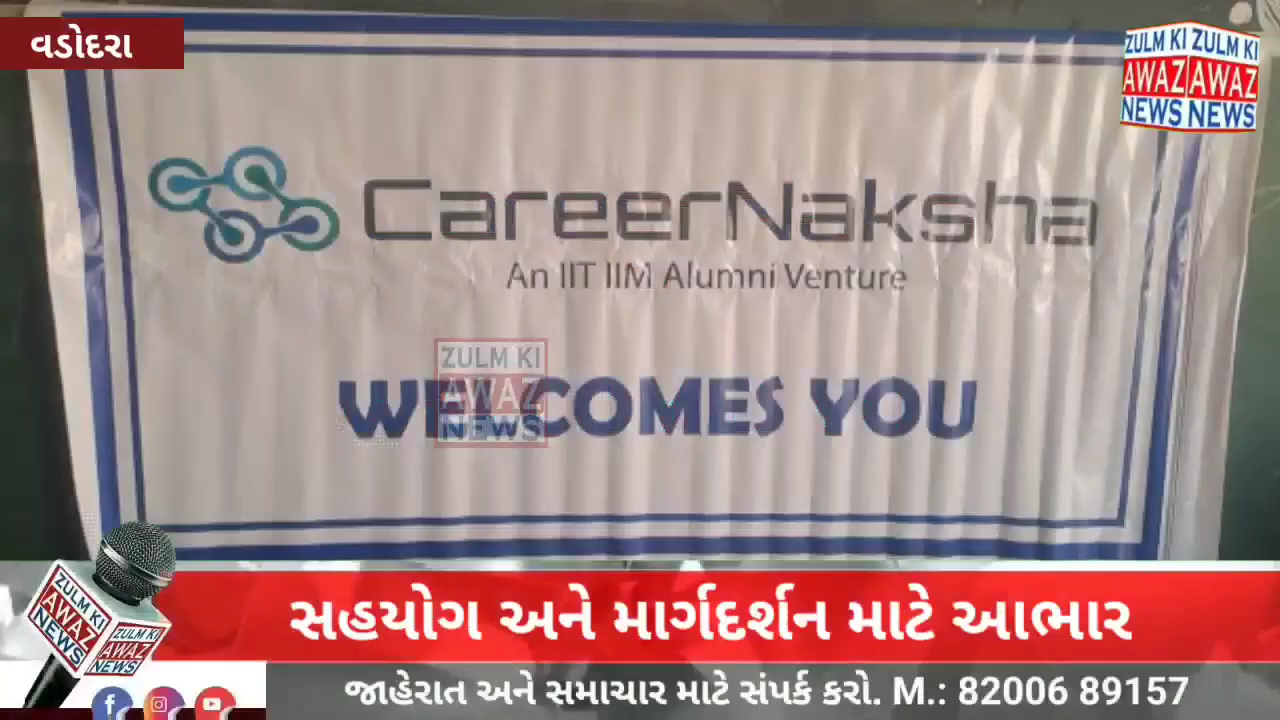 વડોદરા
ZULM KI ZULM KI
AWAZ AWAZ
NEWS NEWS
CareerNaksha
An IIT IIM Alumni Venture
ZULM KI
AWAZ
NEWS
WELCOMES YOU
ZULM KI
AWAZ
NEWS
ZULM KI
AWAZ
NEWS
સહયોગ અને માર્ગદર્શન માટે આભાર
જાહેરાત અને સમાચાર માટે સંપર્ક કરો. M.: 82006 89157